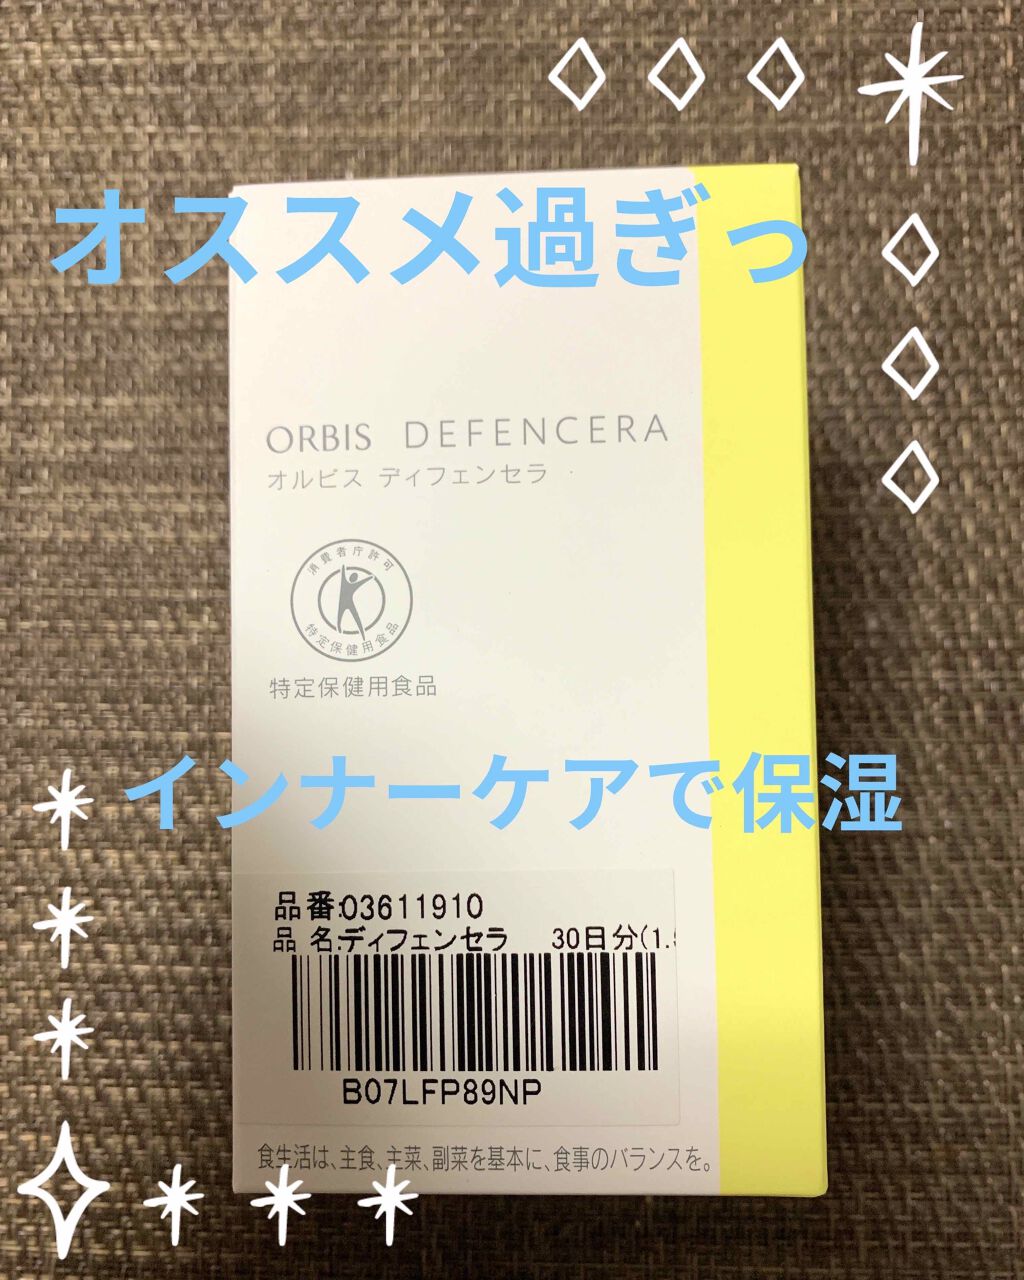 オススメ過ぎっ
ORBIS DEFENCERA
オルビス ディフェンセラ
消費者庁許可
特定保健用食品
特定保健用食品
インナーケアで保湿
品番:03611910
品 名:ディフェンセラ 30日分(1.5
B07LFP89NP
食生活は、主食、主菜、副菜を基本に、食事のバランスを。